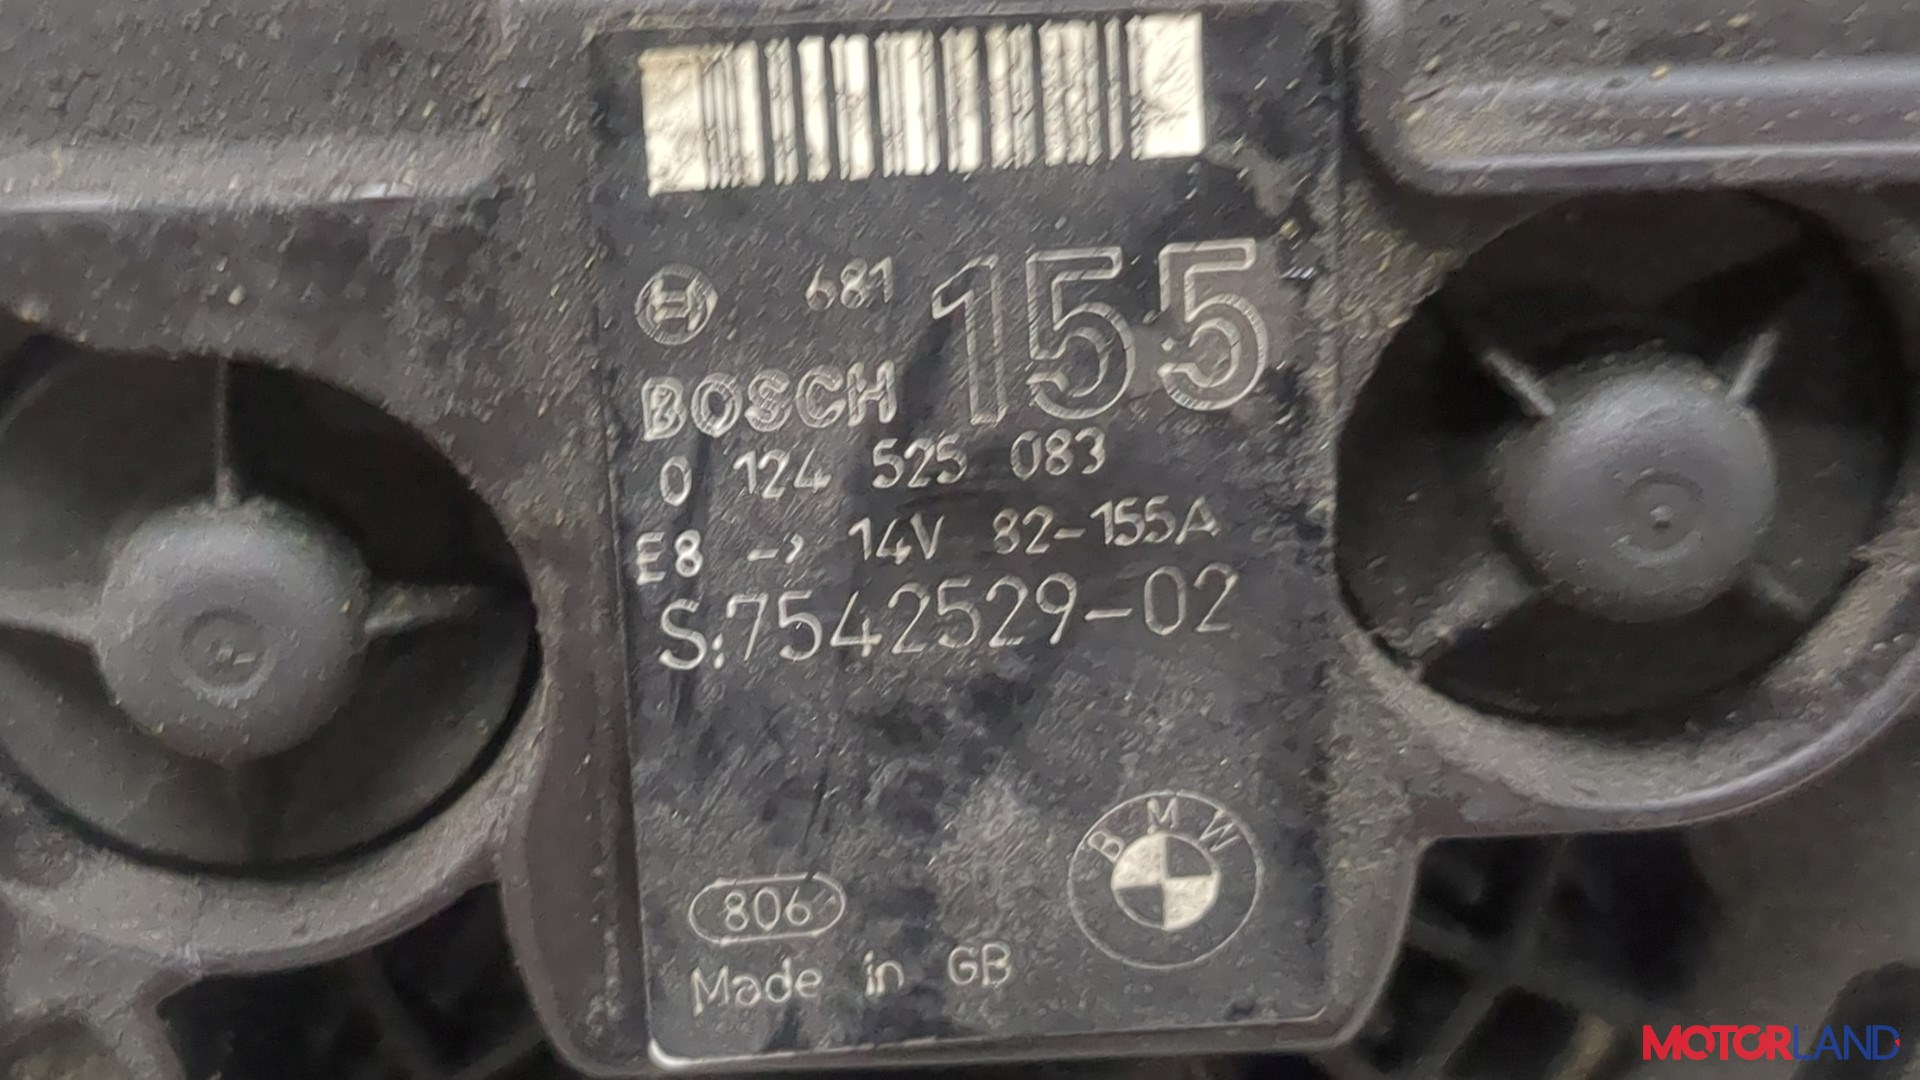 681 155
BOSCH
0 124 525 083
E8 -> 14V 82-155A
S:7542529-02
BMW
806
Made in GB
MOTORLAND